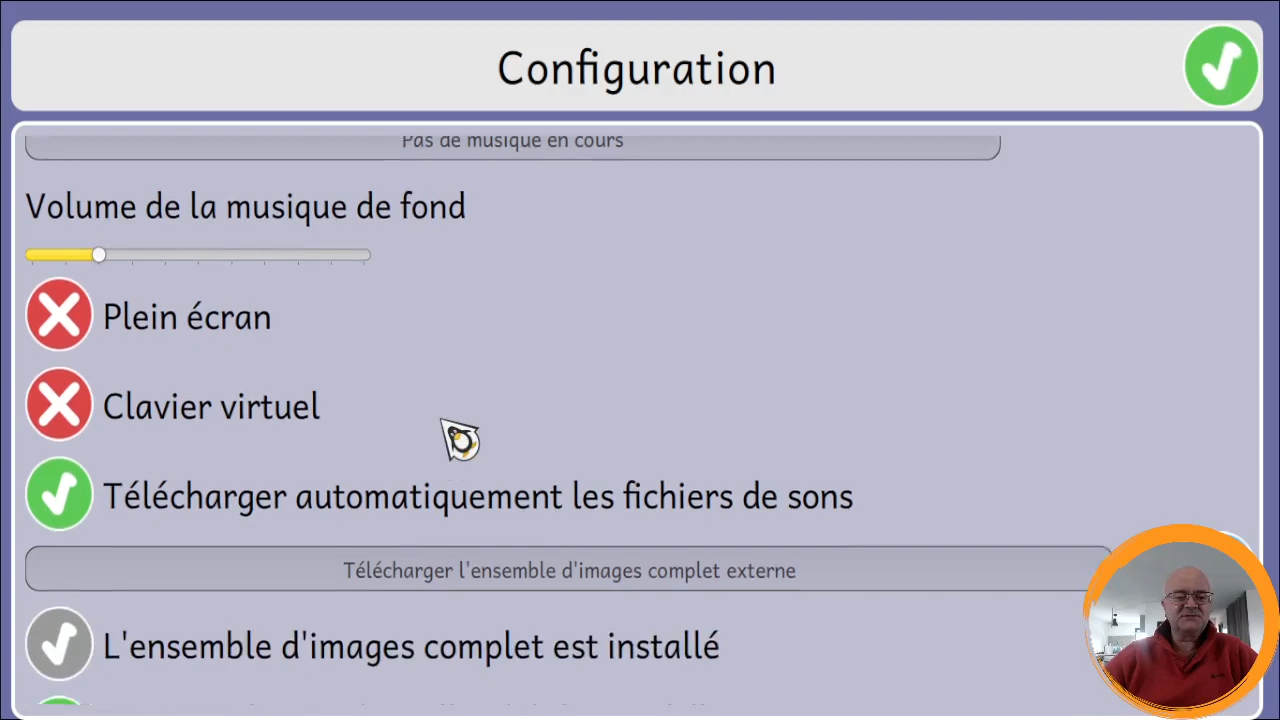 Configuration
Pas de musique en cours
Volume de la musique de fond
Plein écran
Clavier virtuel
Télécharger automatiquement les fichiers de sons
Télécharger l'ensemble d'images complet externe
L'ensemble d'images complet est installé